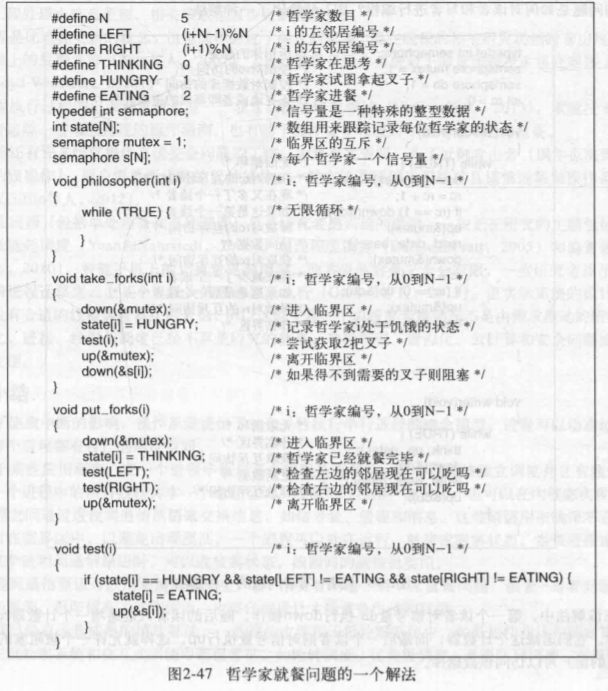 #define N 5 /* 哲学家数目 */
#define LEFT (i+N−1)%N /* i 的左邻居编号 */
#define RIGHT (i+1)%N /* i 的右邻居编号 */
#define THINKING 0 /* 哲学家在思考 */
#define HUNGRY 1 /* 哲学家试图拿起叉子 */
#define EATING 2 /* 哲学家进餐 */
typedef int semaphore; /* 信号量是一种特殊的整型数据 */
int state[N]; /* 数组用来跟踪记录每位哲学家的状态 */
semaphore mutex = 1; /* 临界区的互斥 */
semaphore s[N]; /* 每个哲学家一个信号量 */
void philosopher(int i) /* i：哲学家编号，从0到N−1 */
{
while (TRUE) { /* 无限循环 */
}
}
void take_forks(int i) /* i：哲学家编号，从0到N−1 */
{
down(&mutex); /* 进入临界区 */
state[i] = HUNGRY; /* 记录哲学家i处于饥饿的状态 */
test(i); /* 尝试获取2把叉子 */
up(&mutex); /* 离开临界区 */
down(&s[i]); /* 如果得不到需要的叉子则阻塞 */
}
void put_forks(i) /* i：哲学家编号，从0到N−1 */
{
down(&mutex); /* 进入临界区 */
state[i] = THINKING; /* 哲学家已经就餐完毕 */
test(LEFT); /* 检查左边的邻居现在可以吃吗 */
test(RIGHT); /* 检查右边的邻居现在可以吃吗 */
up(&mutex); /* 离开临界区 */
}
void test(i) /* i：哲学家编号，从0到N−1 */
{
if (state[i] == HUNGRY && state[LEFT] != EATING && state[RIGHT] != EATING) {
state[i] = EATING;
up(&s[i]);
}
}
图2-47 哲学家就餐问题的一个解法